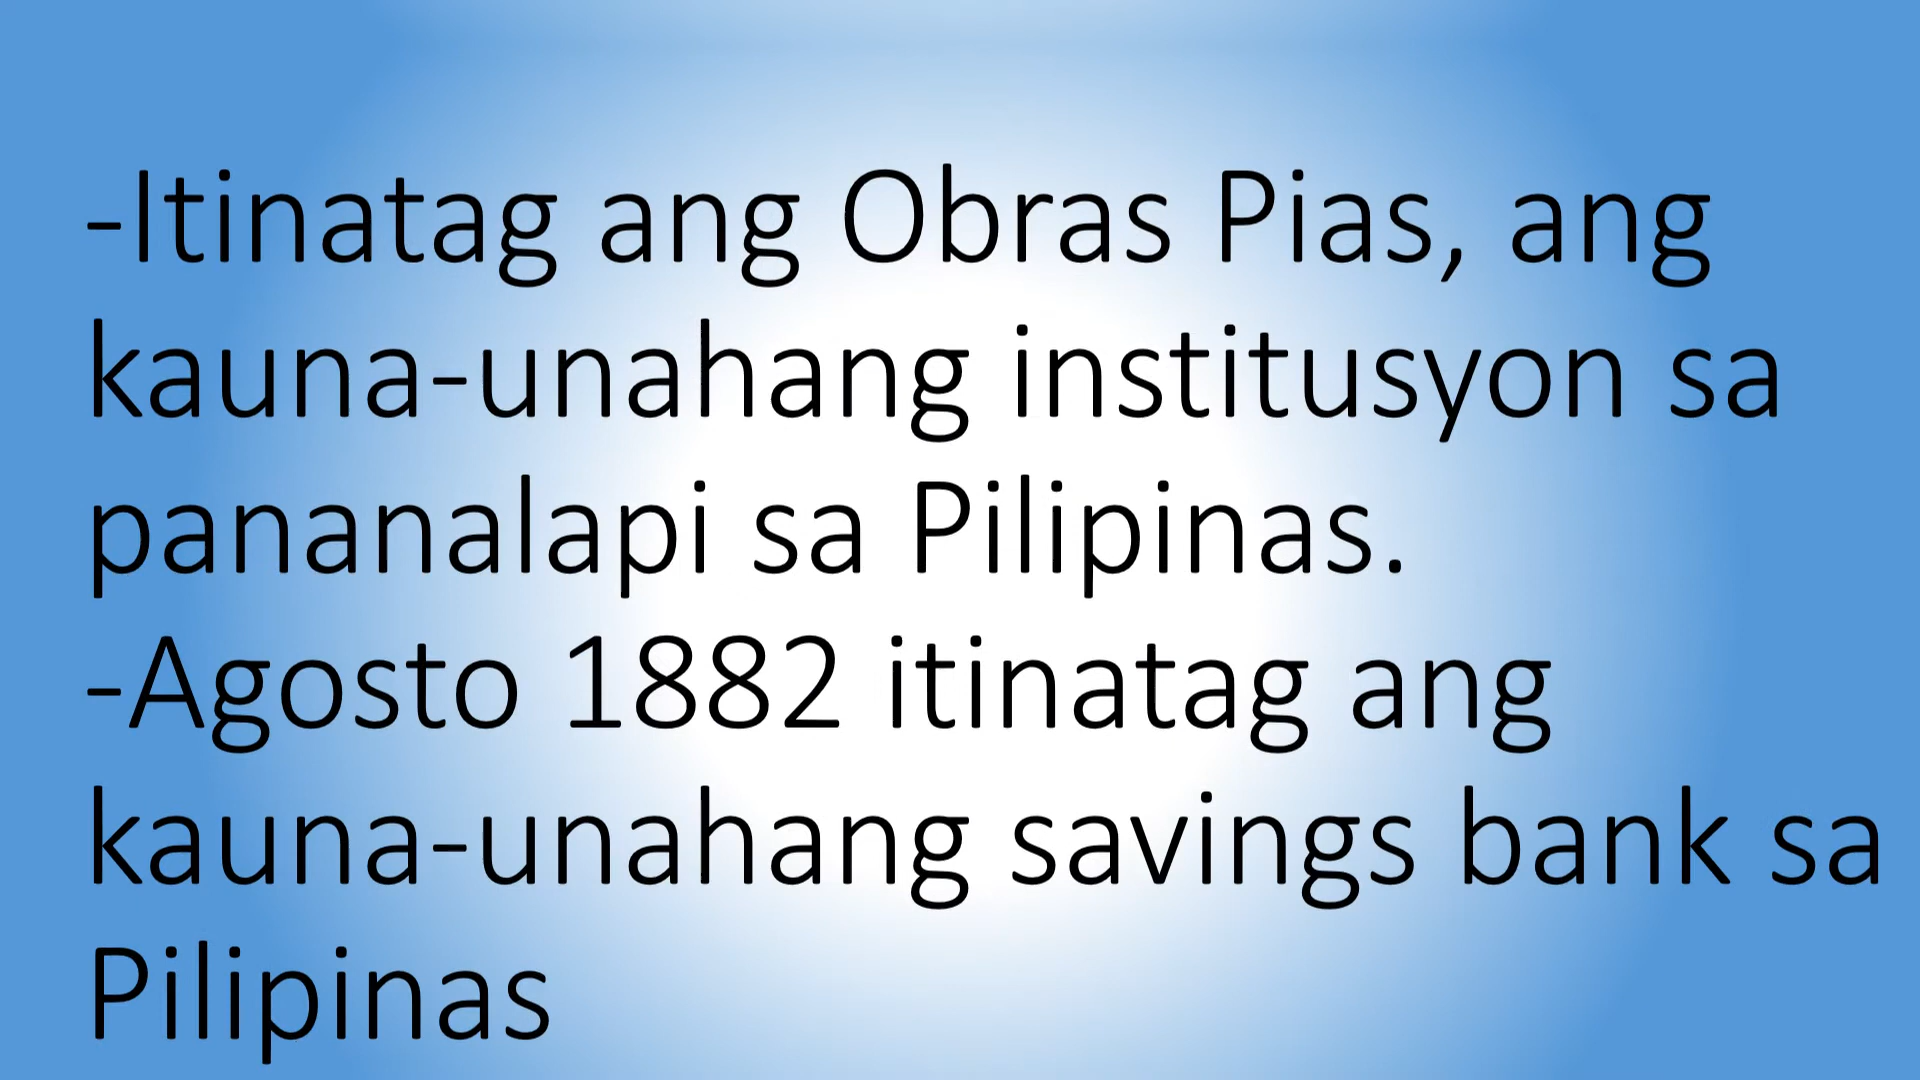 -Itinatag ang Obras Pias, ang
kauna-unahang institusyon sa
pananalapi sa Pilipinas.
-Agosto 1882 itinatag ang
kauna-unahang savings bank sa
Pilipinas